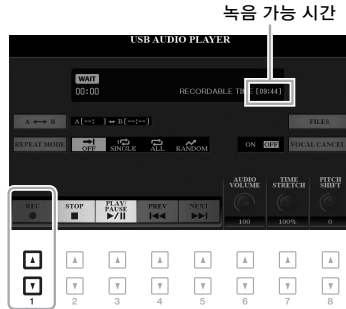 녹음 가능 시간
USB AUDIO PLAYER
WAIT
00:00
RECORDABLE TIME [09:44]
A ↔ B
A[--:--] ↔ B[--:--]
FILES
REPEAT MODE
OFF SINGLE ALL RANDOM
ON OFF
VOCAL CANCEL
AUDIO VOLUME
TIME STRETCH
PITCH SHIFT
REC
STOP
PLAY/PAUSE
PREV
NEXT
100
100%
0
1 2 3 4 5 6 7 8